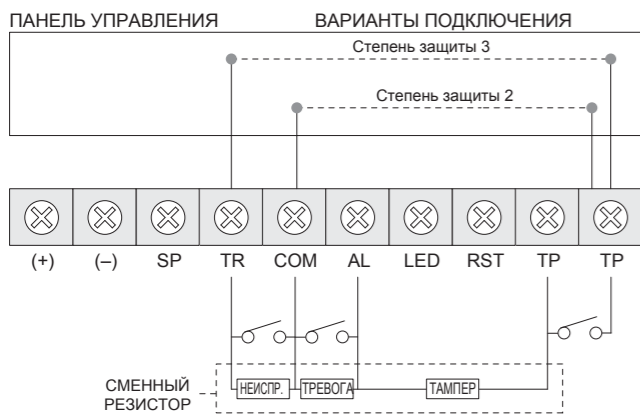 ПАНЕЛЬ УПРАВЛЕНИЯ
ВАРИАНТЫ ПОДКЛЮЧЕНИЯ
Степень защиты 3
Степень защиты 2
(+) (–) SP TR COM AL LED RST TP TP
НЕИСПР. ТРЕВОГА ТАМПЕР
СМЕННЫЙ
РЕЗИСТОР